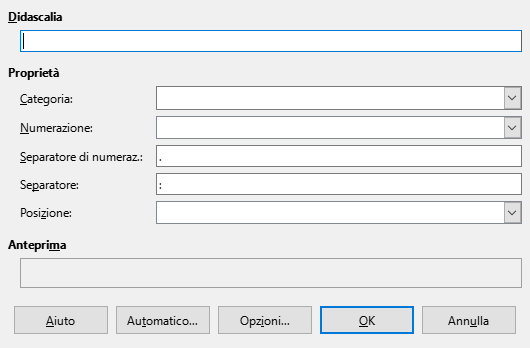 Didascalia
Proprietà
Categoria:
Numerazione:
Separatore di numeraz.: .
Separatore: :
Posizione:
Anteprima
Aiuto Automatico... Opzioni... OK Annulla